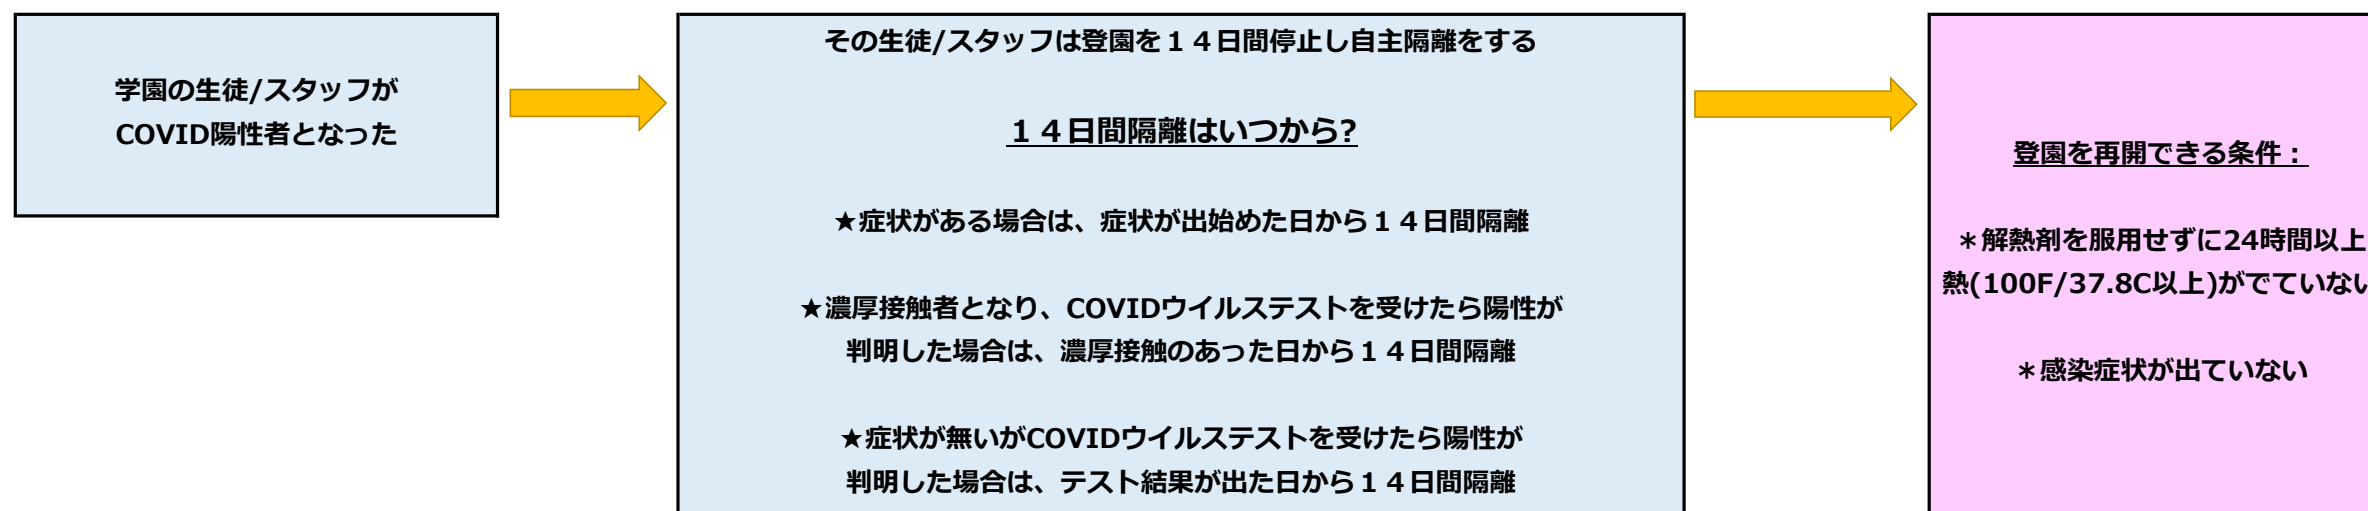 学園の生徒/スタッフが
COVID陽性者となった
その生徒/スタッフは登園を１４日間停止し自主隔離をする
１４日間隔離はいつから?
★症状がある場合は、症状が出始めた日から１４日間隔離
★濃厚接触者となり、COVIDウイルステストを受けたら陽性が
判明した場合は、濃厚接触のあった日から１４日間隔離
★症状が無いがCOVIDウイルステストを受けたら陽性が
判明した場合は、テスト結果が出た日から１４日間隔離
登園を再開できる条件：
＊解熱剤を服用せずに24時間以上
熱(100F/37.8C以上)がでていない
＊感染症状が出ていない